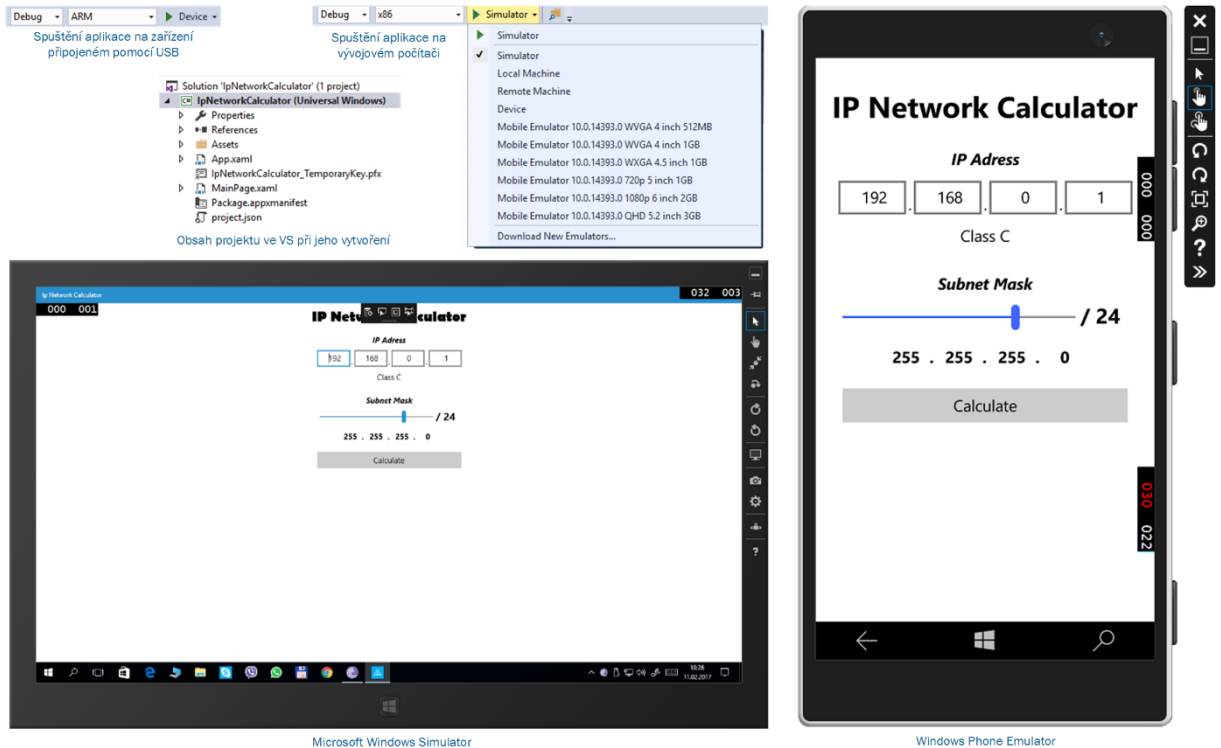 Debug ARM Device
Spuštění aplikace na zařízení
připojeném pomocí USB
Debug x86 Simulator
Spuštění aplikace na
vývojovém počítači
Simulator
Simulator
Local Machine
Remote Machine
Device
Mobile Emulator 10.0.14393.0 WVGA 4 inch 512MB
Mobile Emulator 10.0.14393.0 WVGA 4 inch 1GB
Mobile Emulator 10.0.14393.0 WXGA 4.5 inch 1GB
Mobile Emulator 10.0.14393.0 720p 5 inch 1GB
Mobile Emulator 10.0.14393.0 1080p 6 inch 2GB
Mobile Emulator 10.0.14393.0 QHD 5.2 inch 3GB
Download New Emulators...
Solution 'IpNetworkCalculator' (1 project)
C# IpNetworkCalculator (Universal Windows)
Properties
References
Assets
App.xaml
IpNetworkCalculator_TemporaryKey.pfx
MainPage.xaml
Package.appxmanifest
project.json
Obsah projektu ve VS při jeho vytvoření
Ip Network Calculator
032 003
000 001
IP Netw culator
IP Adress
192 . 168 . 0 . 1
Class C
Subnet Mask
/ 24
255 . 255 . 255 . 0
Calculate
10:26
11.02.2017
Microsoft Windows Simulator
IP Network Calculator
IP Adress
192 . 168 . 0 . 1
Class C
Subnet Mask
/ 24
255 . 255 . 255 . 0
Calculate
000 000
030 022
Windows Phone Emulator